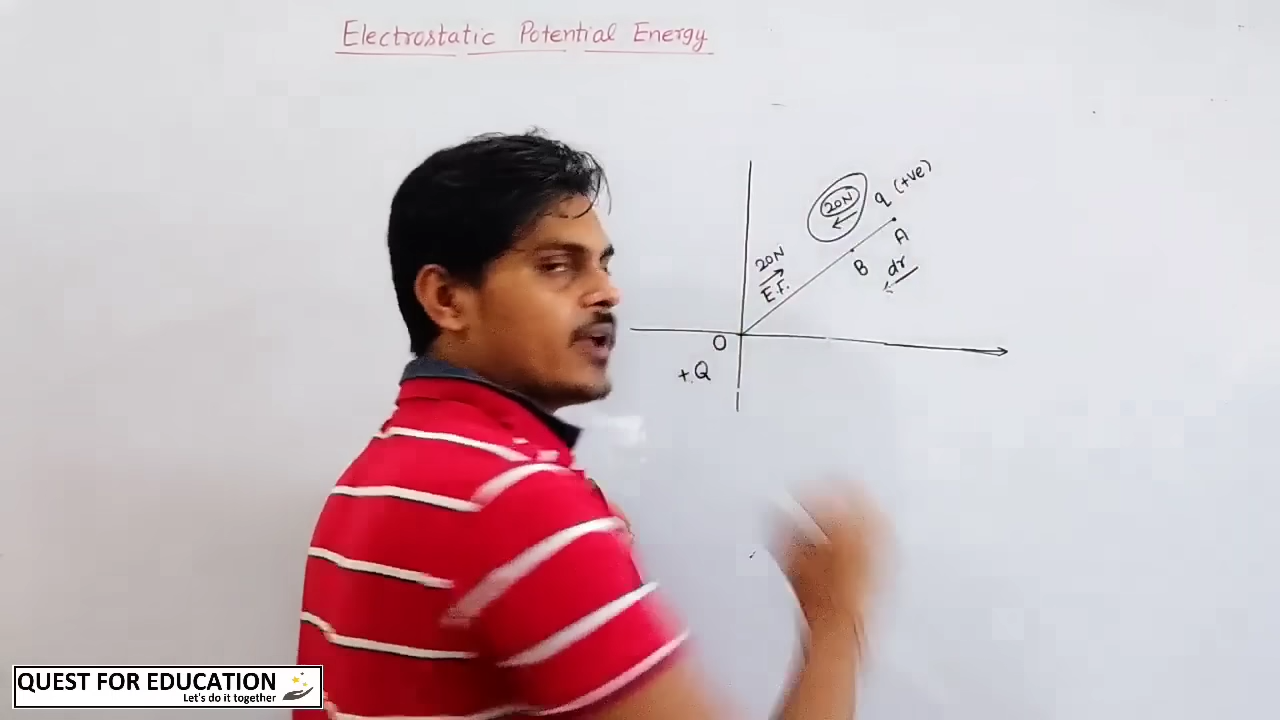 Electrostatic Potential Energy
q (+ve)
20N
A
20N
B
dr
E.F.
O
+Q
QUEST FOR EDUCATION
Let's do it together